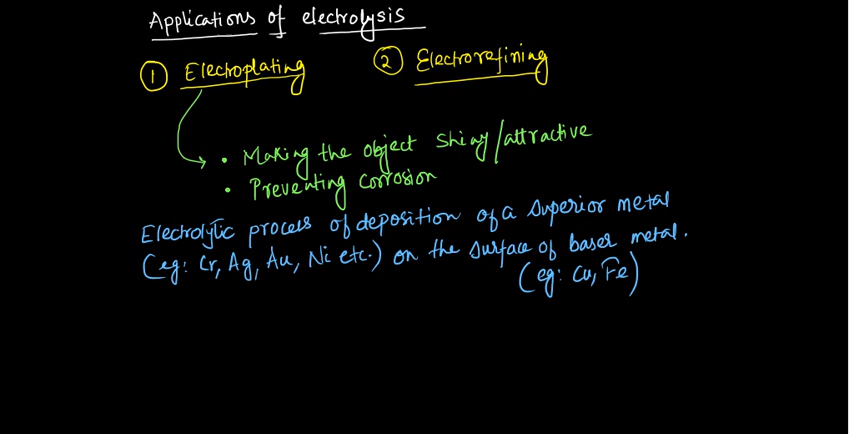 Applications of electrolysis
① Electroplating ② Electrorefining
• Making the object shiny/attractive
• Preventing corrosion
Electrolytic process of deposition of a superior metal
(eg: Cr, Ag, Au, Ni etc.) on the surface of baser metal.
(eg: Cu, Fe)